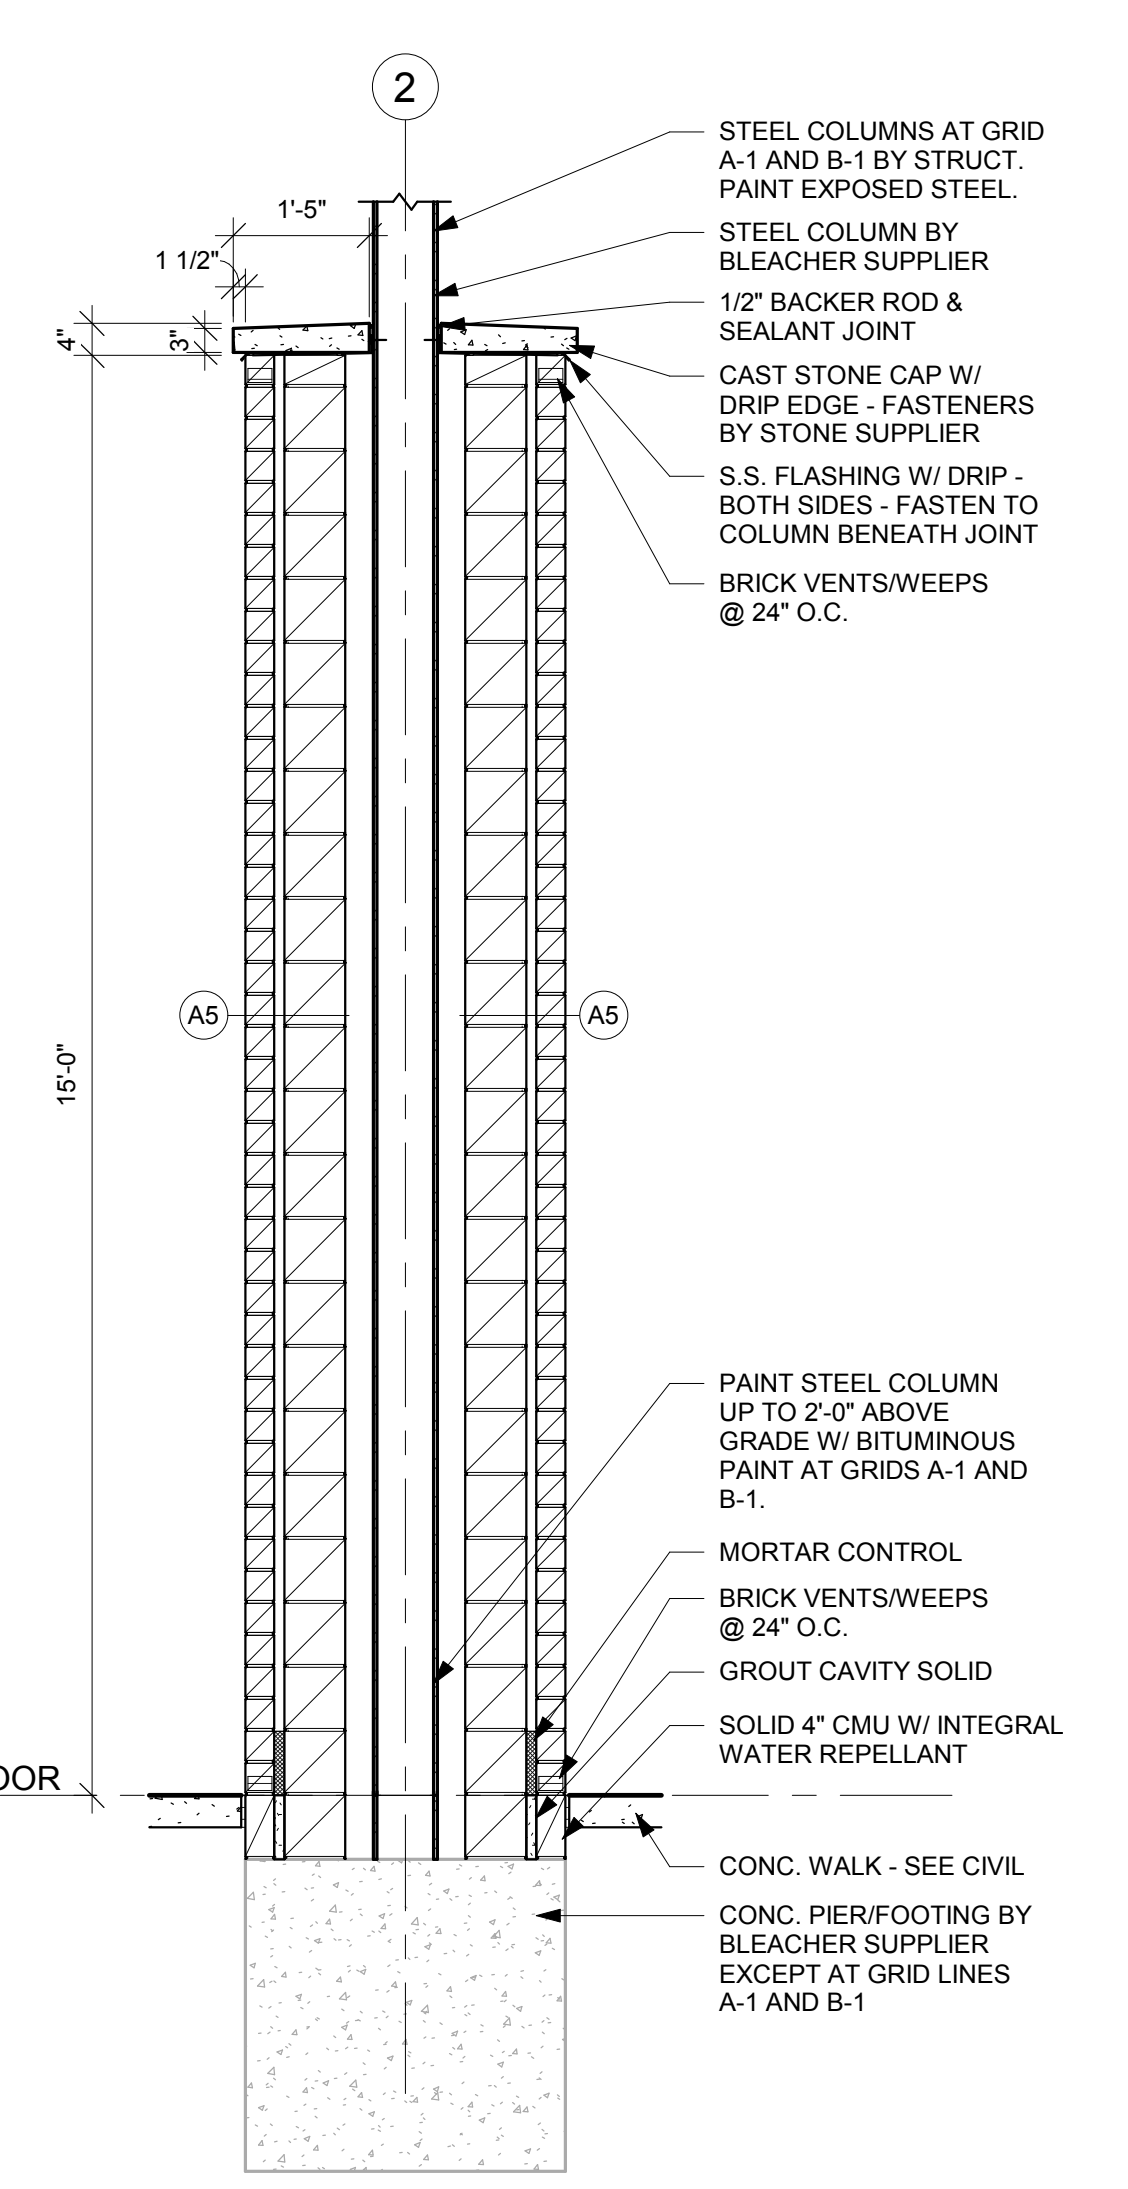 2
STEEL COLUMNS AT GRID
A-1 AND B-1 BY STRUCT.
PAINT EXPOSED STEEL.
1'-5"
STEEL COLUMN BY
BLEACHER SUPPLIER
1 1/2"
1/2" BACKER ROD &
SEALANT JOINT
4"
3"
CAST STONE CAP W/
DRIP EDGE - FASTENERS
BY STONE SUPPLIER
S.S. FLASHING W/ DRIP -
BOTH SIDES - FASTEN TO
COLUMN BENEATH JOINT
BRICK VENTS/WEEPS
@ 24" O.C.
A5
A5
15'-0"
PAINT STEEL COLUMN
UP TO 2'-0" ABOVE
GRADE W/ BITUMINOUS
PAINT AT GRIDS A-1 AND
B-1.
MORTAR CONTROL
BRICK VENTS/WEEPS
@ 24" O.C.
GROUT CAVITY SOLID
SOLID 4" CMU W/ INTEGRAL
WATER REPELLANT
OOR
CONC. WALK - SEE CIVIL
CONC. PIER/FOOTING BY
BLEACHER SUPPLIER
EXCEPT AT GRID LINES
A-1 AND B-1